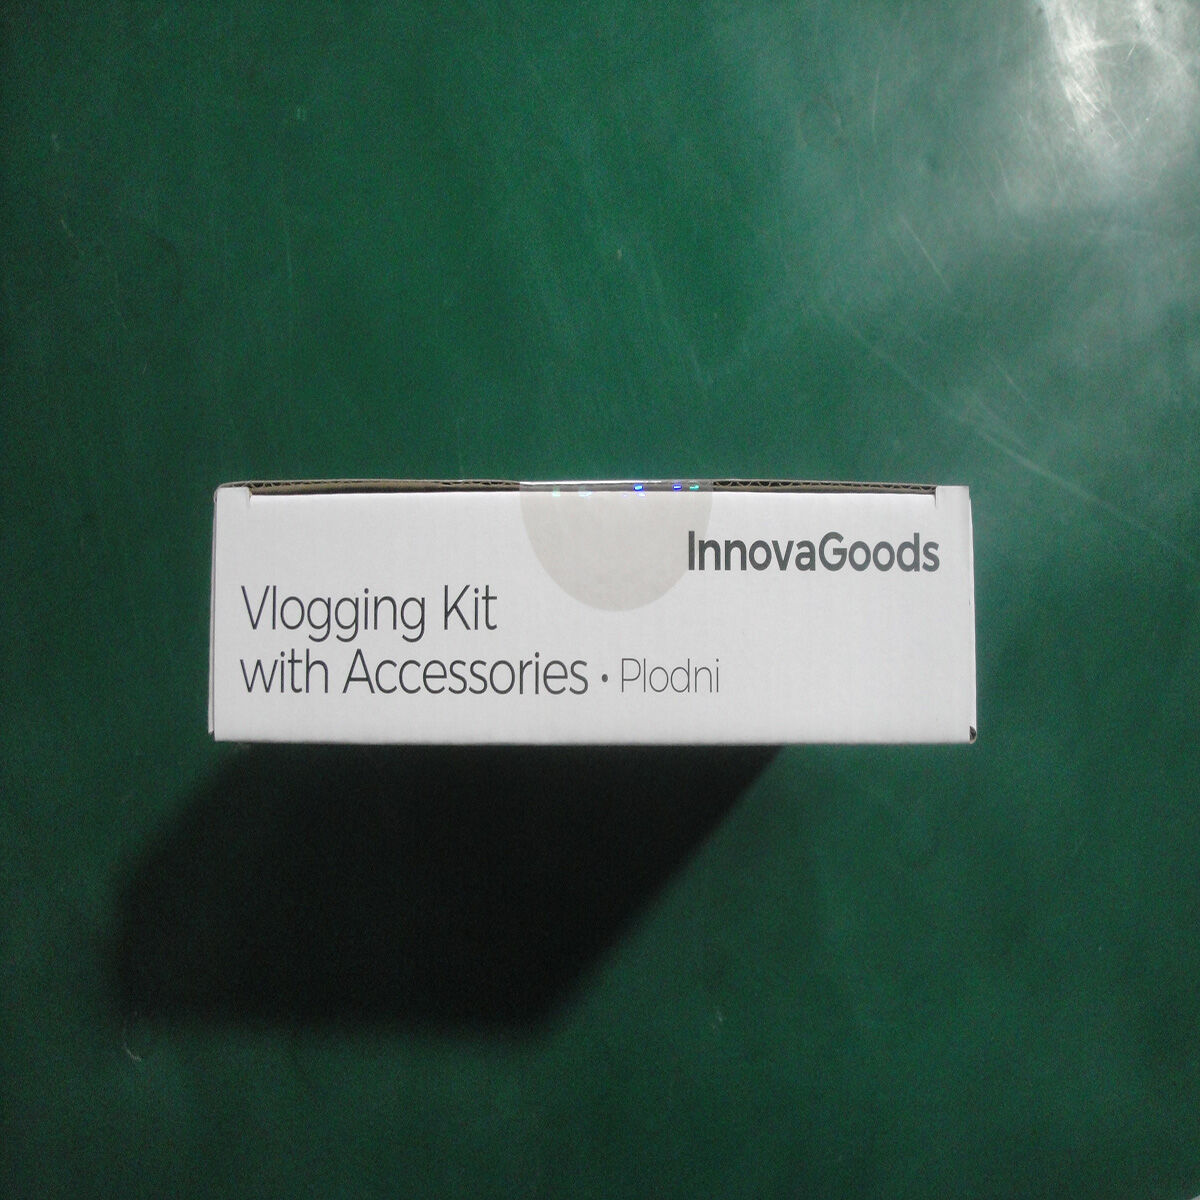 InnovaGoods
Vlogging Kit
with Accessories • Plodni